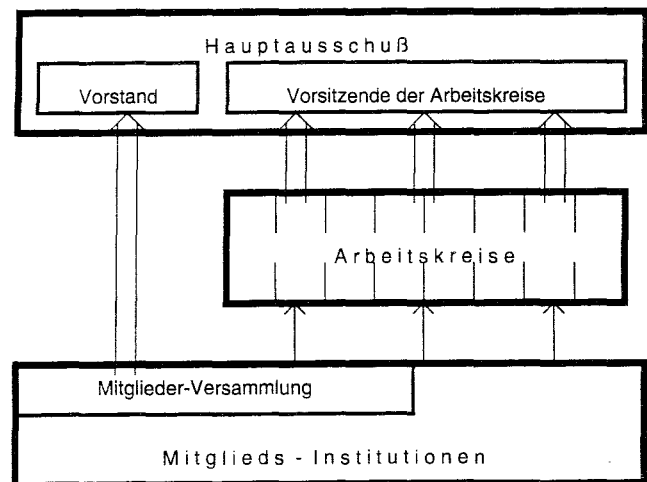 Hauptausschuß
Vorstand
Vorsitzende der Arbeitskreise
Arbeitskreise
Mitglieder-Versammlung
Mitglieds - Institutionen